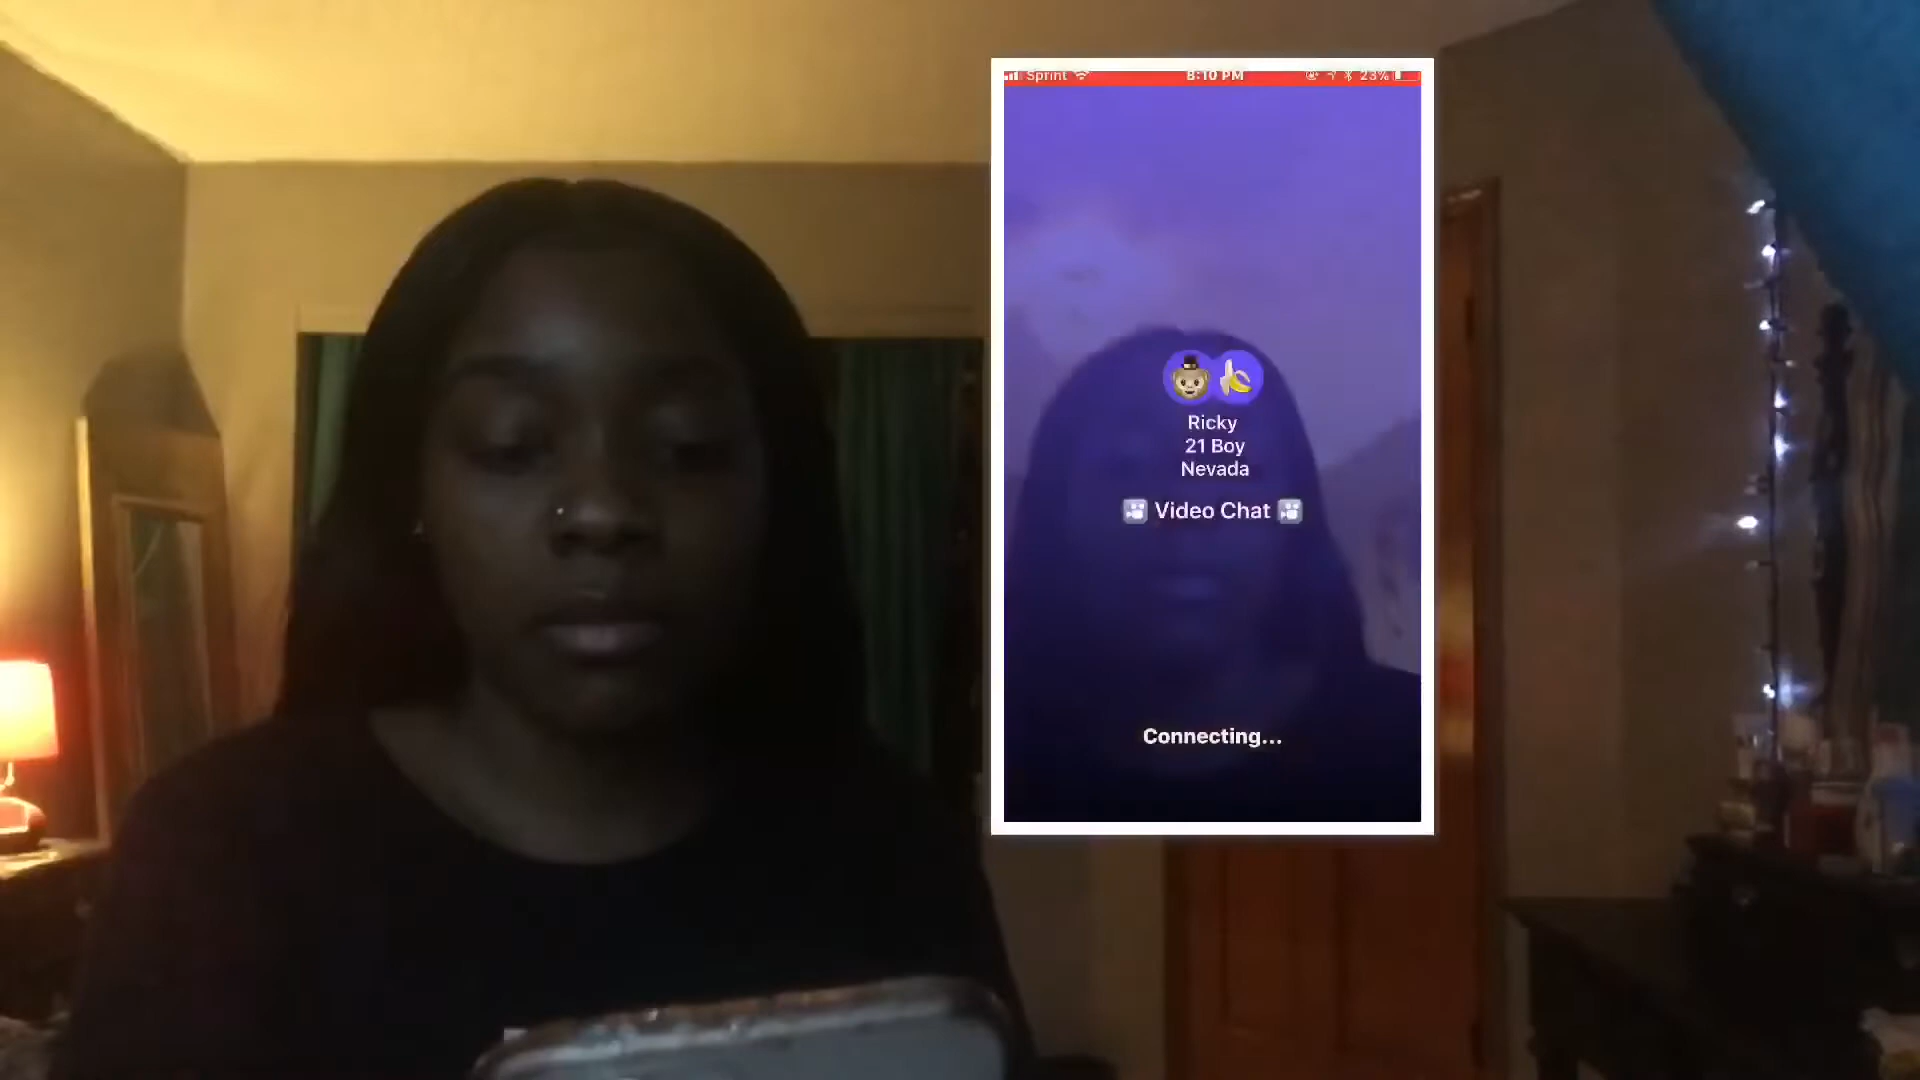 Sprint 8:10 PM 23%
Ricky
21 Boy
Nevada
Video Chat
Connecting...